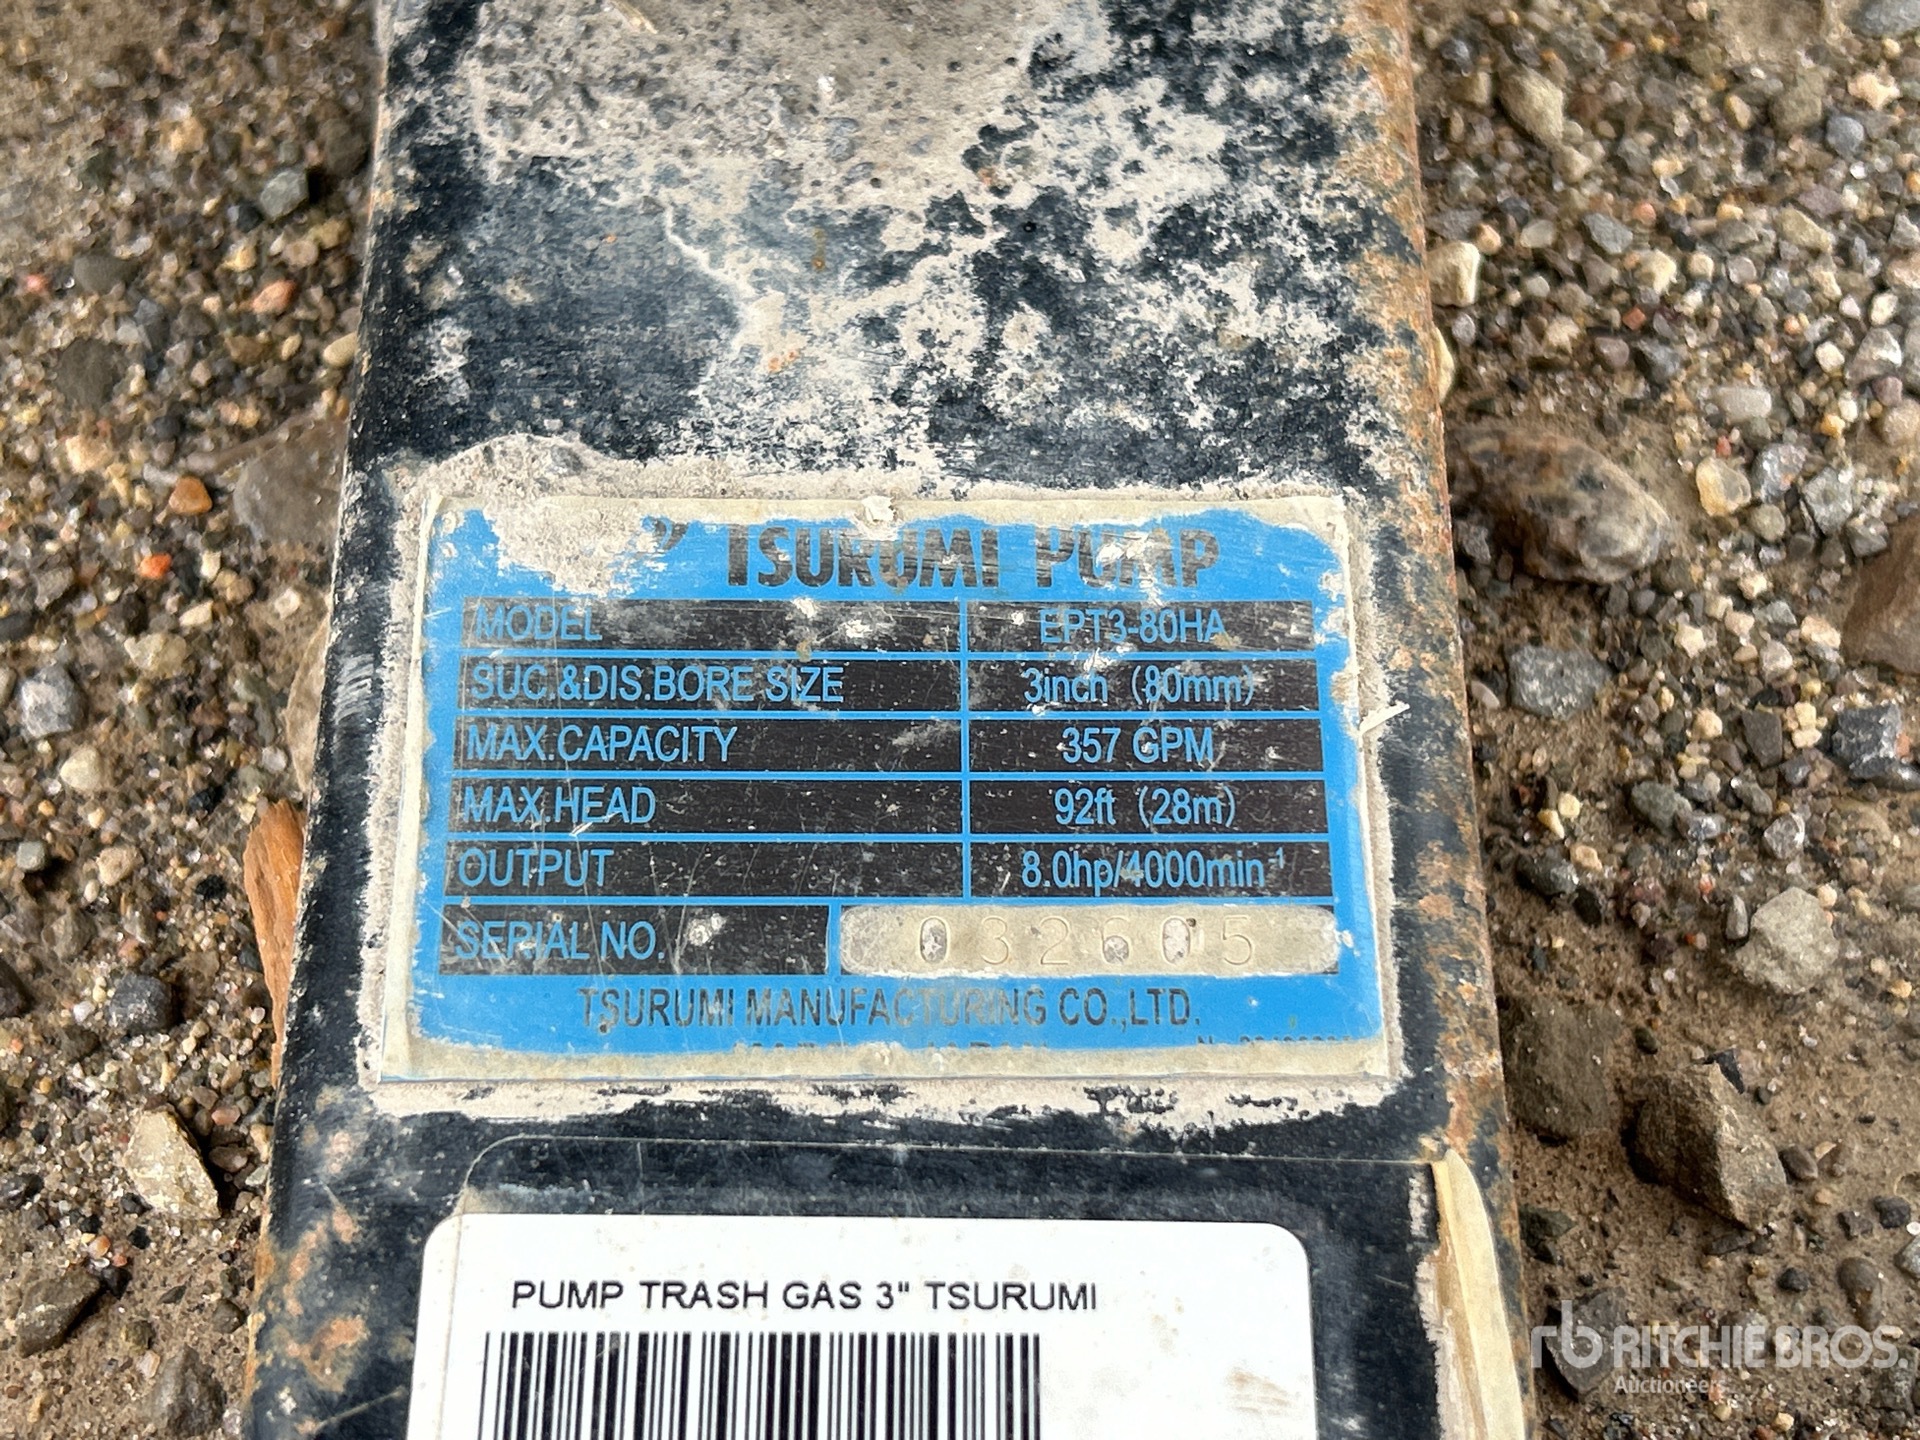 TSURUMI PUMP
MODEL EPT3-80HA
SUC.&DIS.BORE SIZE 3inch (80mm)
MAX.CAPACITY 357 GPM
MAX.HEAD 92ft (28m)
OUTPUT 8.0hp/4000min⁻¹
SERIAL NO. 032605
TSURUMI MANUFACTURING CO.,LTD.
PUMP TRASH GAS 3" TSURUMI
rb RITCHIE BROS.
Auctioneers